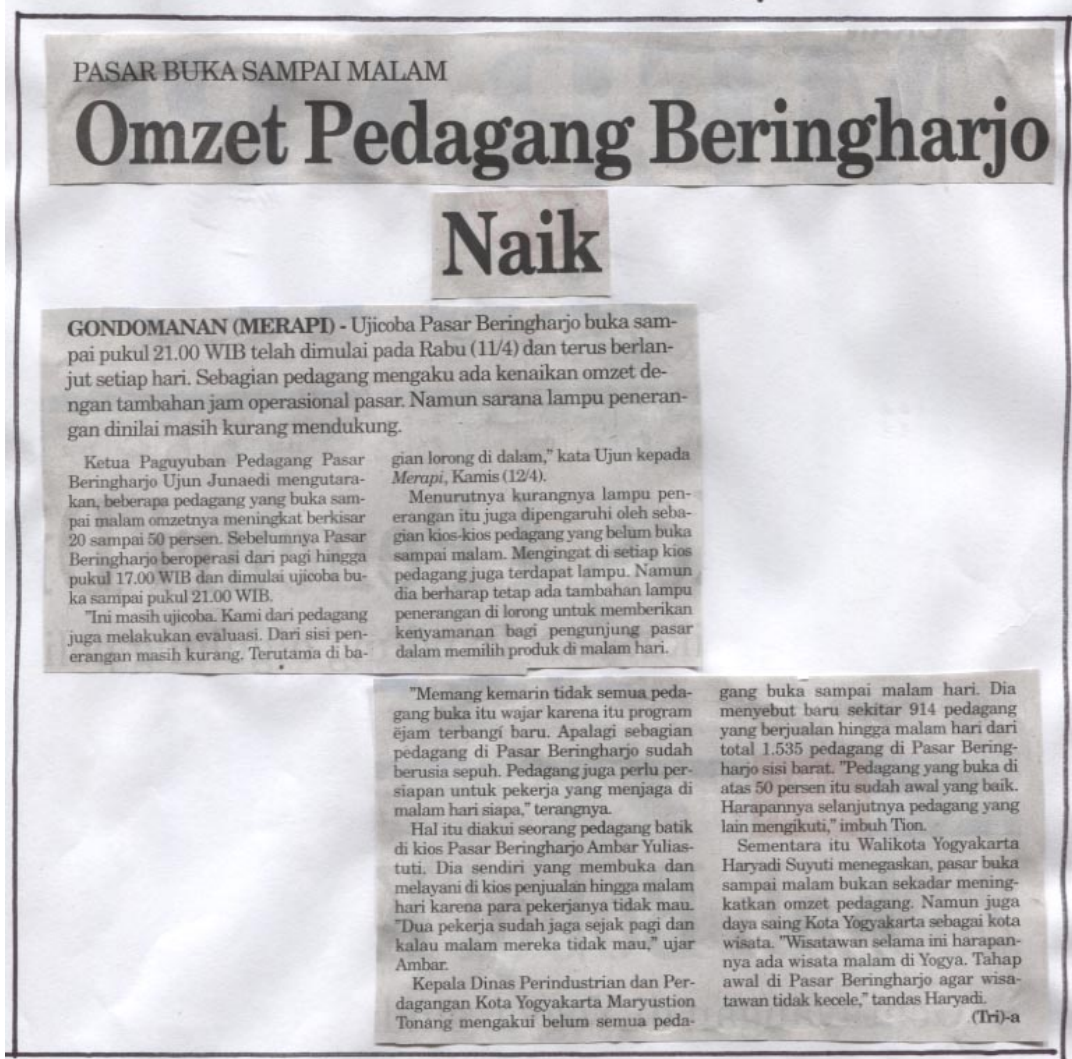 PASAR BUKA SAMPAI MALAM
Omzet Pedagang Beringharjo
Naik
GONDOMANAN (MERAPI) - Ujicoba Pasar Beringharjo buka sam-
pai pukul 21.00 WIB telah dimulai pada Rabu (11/4) dan terus berlan-
jut setiap hari. Sebagian pedagang mengaku ada kenaikan omzet de-
ngan tambahan jam operasional pasar. Namun sarana lampu peneran-
gan dinilai masih kurang mendukung.
Ketua Paguyuban Pedagang Pasar
Beringharjo Ujun Junaedi mengutara-
kan, beberapa pedagang yang buka sam-
pai malam omzetnya meningkat berkisar
20 sampai 50 persen. Sebelumnya Pasar
Beringharjo beroperasi dari pagi hingga
pukul 17.00 WIB dan dimulai ujicoba bu-
ka sampai pukul 21.00 WIB.
"Ini masih ujicoba. Kami dari pedagang
juga melakukan evaluasi. Dari sisi pen-
erangan masih kurang. Terutama di ba-
gian lorong di dalam," kata Ujun kepada
Merapi, Kamis (12/4).
Menurutnya kurangnya lampu pen-
erangan itu juga dipengaruhi oleh seba-
gian kios-kios pedagang yang belum buka
sampai malam. Mengingat di setiap kios
pedagang juga terdapat lampu. Namun
dia berharap tetap ada tambahan lampu
penerangan di lorong untuk memberikan
kenyamanan bagi pengunjung pasar
dalam memilih produk di malam hari.
"Memang kemarin tidak semua peda-
gang buka itu wajar karena itu program
ëjam terbangí baru. Apalagi sebagian
pedagang di Pasar Beringharjo sudah
berusia sepuh. Pedagang juga perlu per-
siapan untuk pekerja yang menjaga di
malam hari siapa," terangnya.
Hal itu diakui seorang pedagang batik
di kios Pasar Beringharjo Ambar Yulias-
tuti. Dia sendiri yang membuka dan
melayani di kios penjualan hingga malam
hari karena para pekerjanya tidak mau.
"Dua pekerja sudah jaga sejak pagi dan
kalau malam mereka tidak mau," ujar
Ambar.
Kepala Dinas Perindustrian dan Per-
dagangan Kota Yogyakarta Maryustion
Tonang mengakui belum semua peda-
gang buka sampai malam hari. Dia
menyebut baru sekitar 914 pedagang
yang berjualan hingga malam hari dari
total 1.535 pedagang di Pasar Bering-
harjo sisi barat. "Pedagang yang buka di
atas 50 persen itu sudah awal yang baik.
Harapannya selanjutnya pedagang yang
lain mengikuti," imbuh Tion.
Sementara itu Walikota Yogyakarta
Haryadi Suyuti menegaskan, pasar buka
sampai malam bukan sekadar mening-
katkan omzet pedagang. Namun juga
daya saing Kota Yogyakarta sebagai kota
wisata. "Wisatawan selama ini harapan-
nya ada wisata malam di Yogya. Tahap
awal di Pasar Beringharjo agar wisa-
tawan tidak kecele," tandas Haryadi.
(Tri)-a